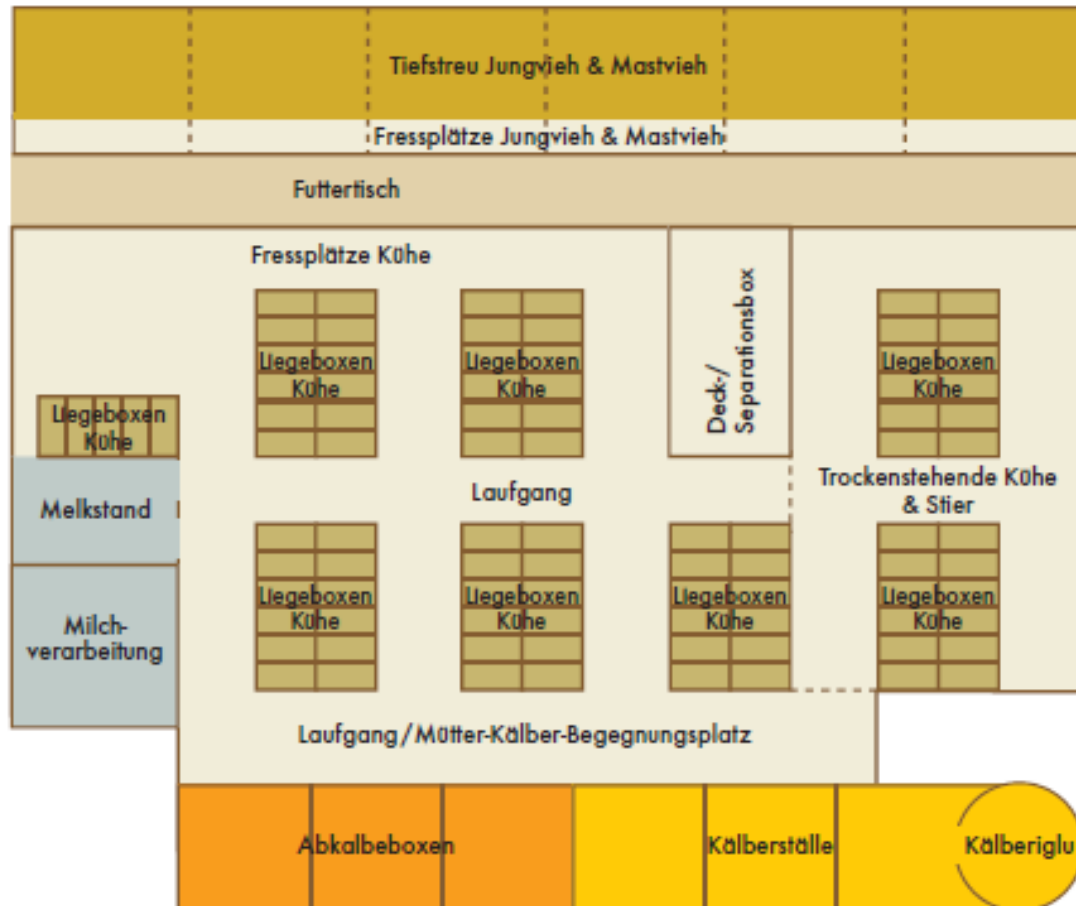 Tiefstreu Jungvieh & Mastvieh
Fressplätze Jungvieh & Mastvieh
Futtertisch
Fressplätze Kühe
Deck-/
Separationsbox
Liegeboxen
Kühe
Liegeboxen
Kühe
Liegeboxen
Kühe
Liegeboxen
Kühe
Melkstand
Laufgang
Trockenstehende Kühe
& Stier
Milch-
verarbeitung
Liegeboxen
Kühe
Liegeboxen
Kühe
Liegeboxen
Kühe
Liegeboxen
Kühe
Laufgang/Mütter-Kälber-Begegnungsplatz
Abkalbeboxen
Kälberställe
Kälberiglu